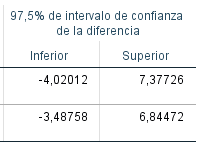 97,5% de intervalo de confianza
de la diferencia
Inferior Superior
-4,02012 7,37726
-3,48758 6,84472